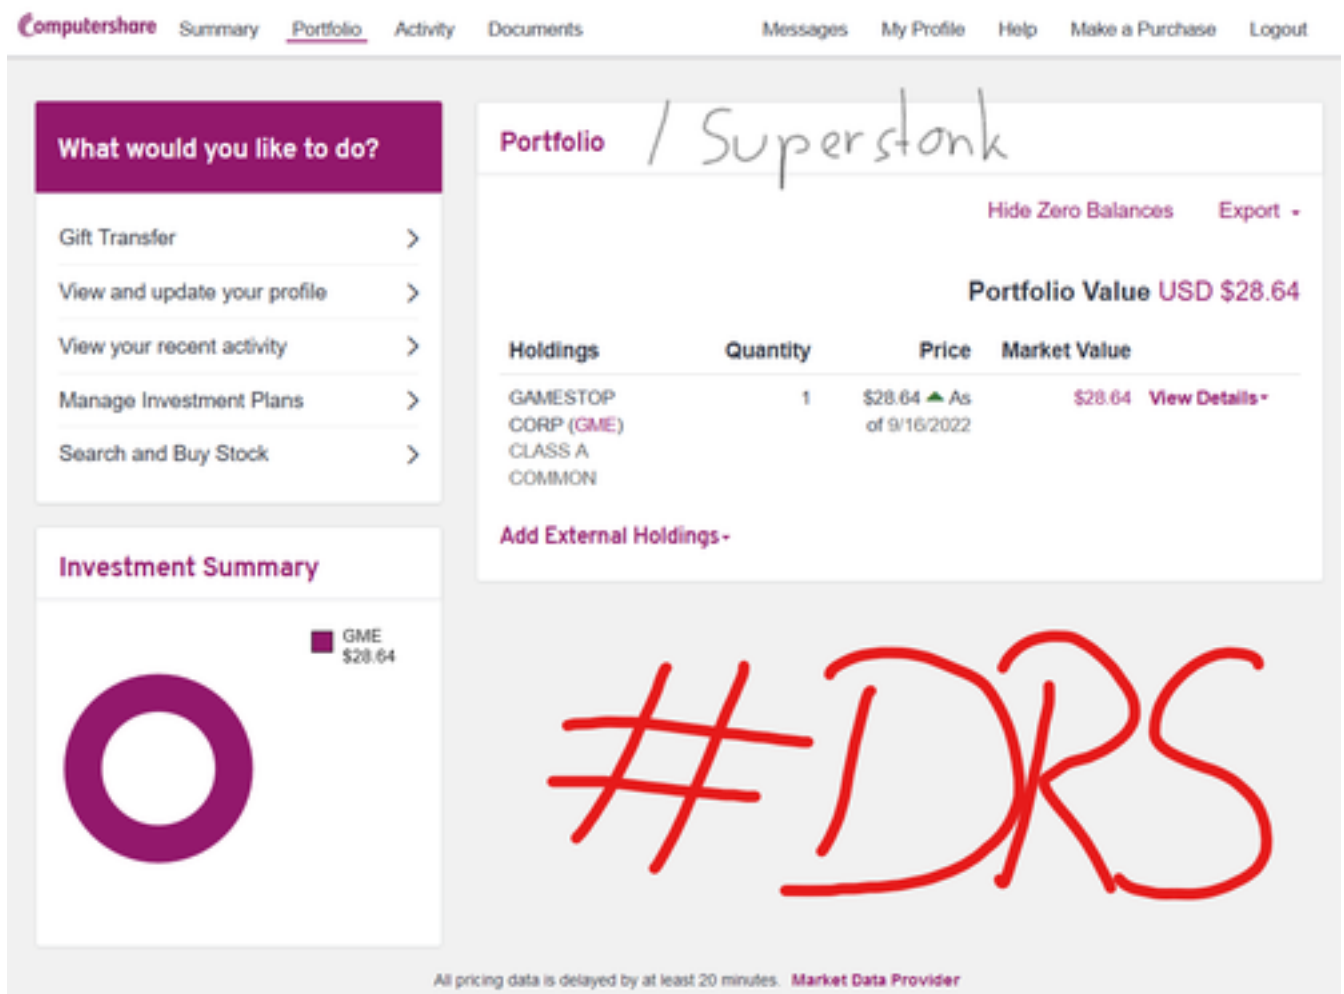 Computershare Summary Portfolio Activity Documents Messages My Profile Help Make a Purchase Logout
What would you like to do?
Gift Transfer
View and update your profile
View your recent activity
Manage Investment Plans
Search and Buy Stock
Investment Summary
GME
$28.64
Portfolio / Superstonk
Hide Zero Balances Export
Portfolio Value USD $28.64
Holdings Quantity Price Market Value
GAMESTOP 1 $28.64 As $28.64 View Details
CORP (GME) of 9/16/2022
CLASS A
COMMON
Add External Holdings
#DRS
All pricing data is delayed by at least 20 minutes. Market Data Provider